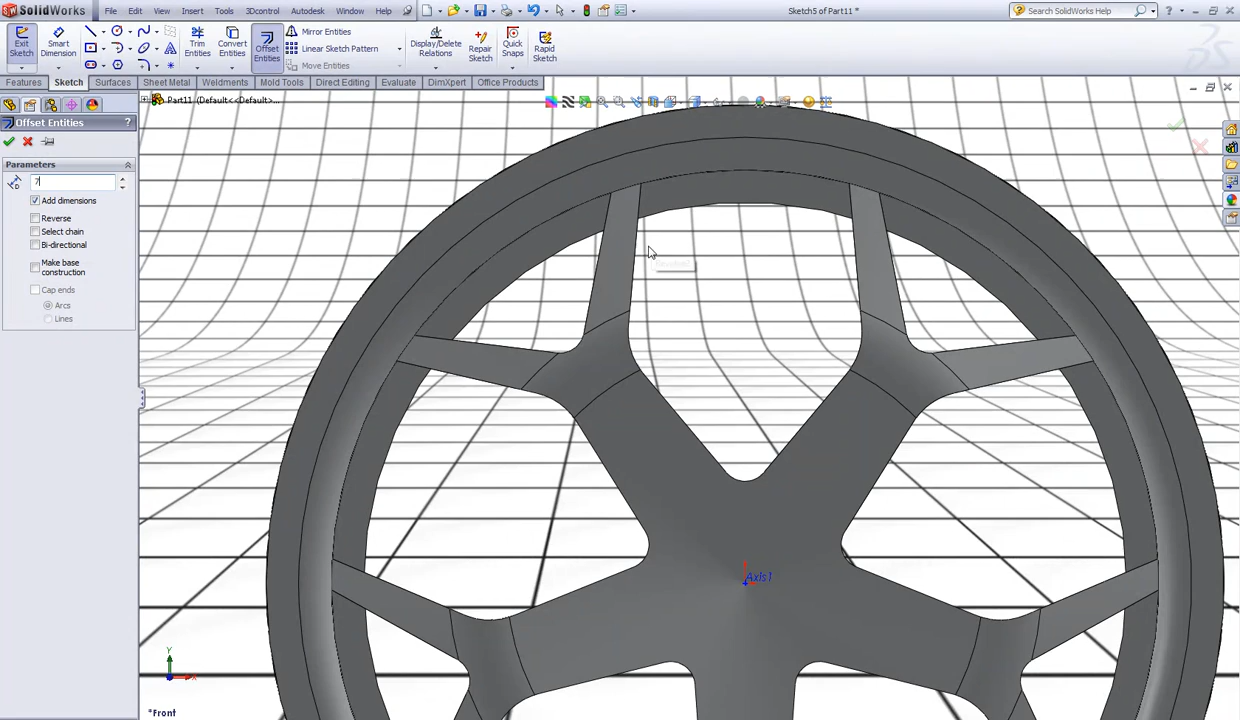 SolidWorks File Edit View Insert Tools 3Dcontrol Autodesk Window Help Sketch5 of Part11 * Search SolidWorks Help
Exit Sketch
Smart Dimension
Trim Entities
Convert Entities
Offset Entities
Mirror Entities
Linear Sketch Pattern
Move Entities
Display/Delete Relations
Repair Sketch
Quick Snaps
Rapid Sketch
Features Sketch Surfaces Sheet Metal Weldments Mold Tools Direct Editing Evaluate DimXpert Office Products
Part11 (Default<<Default>...
Offset Entities ?
Parameters
7
Add dimensions
Reverse
Select chain
Bi-directional
Make base
construction
Cap ends
Arcs
Lines
Axis1
Y
X
*Front